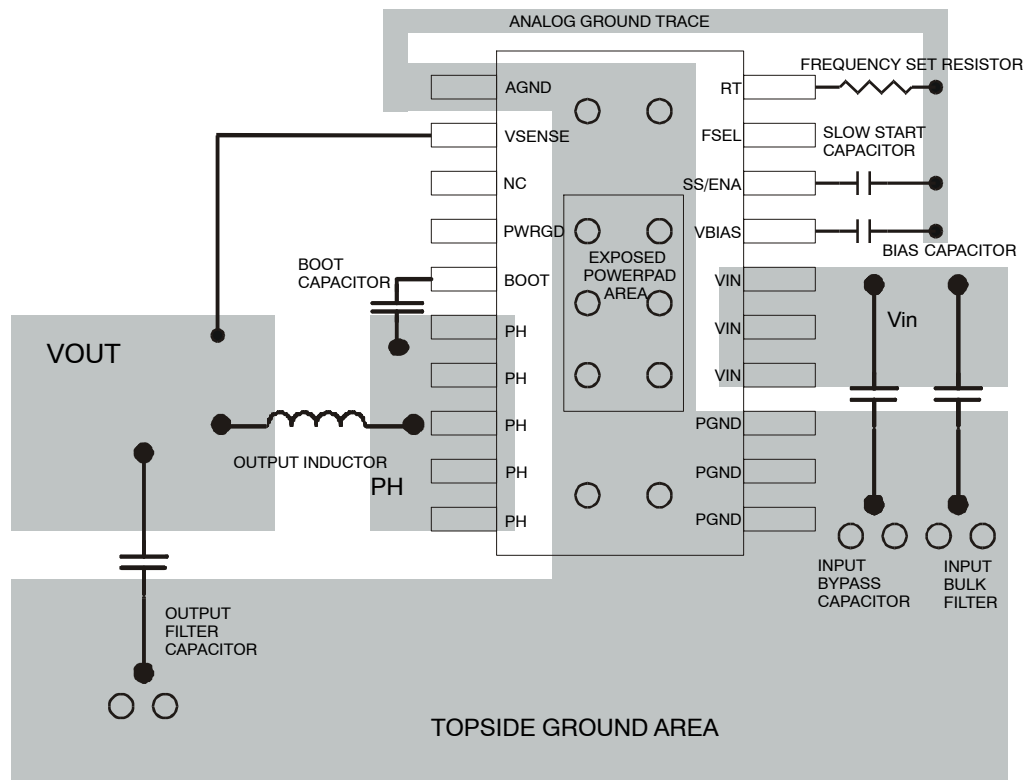 ANALOG GROUND TRACE
FREQUENCY SET RESISTOR
AGND
RT
VSENSE
FSEL
SLOW START
CAPACITOR
NC
SS/ENA
PWRGD
VBIAS
BIAS CAPACITOR
EXPOSED
POWERPAD
AREA
BOOT
CAPACITOR
BOOT
VIN
Vin
PH
VIN
VOUT
PH
VIN
PH
PGND
OUTPUT INDUCTOR
PH
PH
PGND
PH
PGND
INPUT
BYPASS
CAPACITOR
INPUT
BULK
FILTER
OUTPUT
FILTER
CAPACITOR
TOPSIDE GROUND AREA